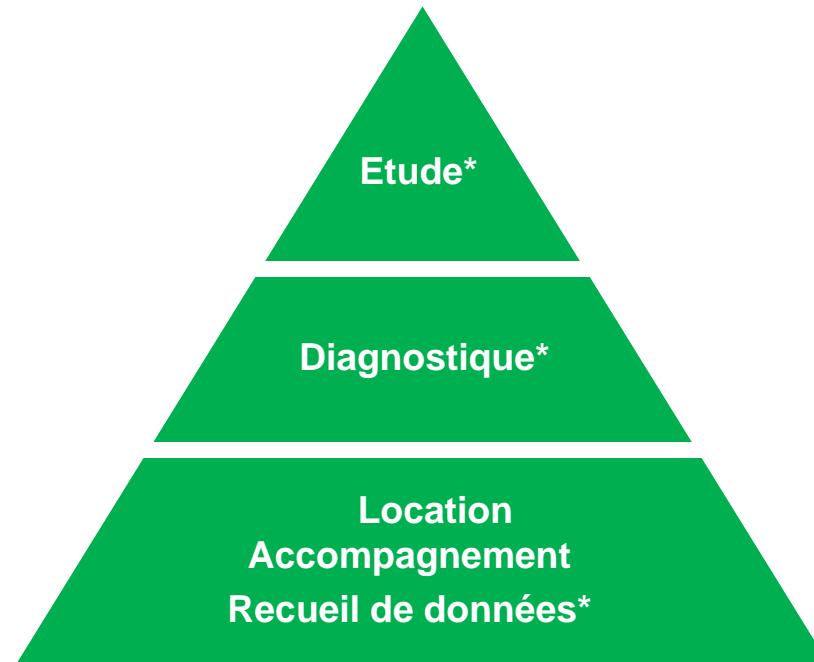 Etude*
Diagnostique*
Location
Accompagnement
Recueil de données*